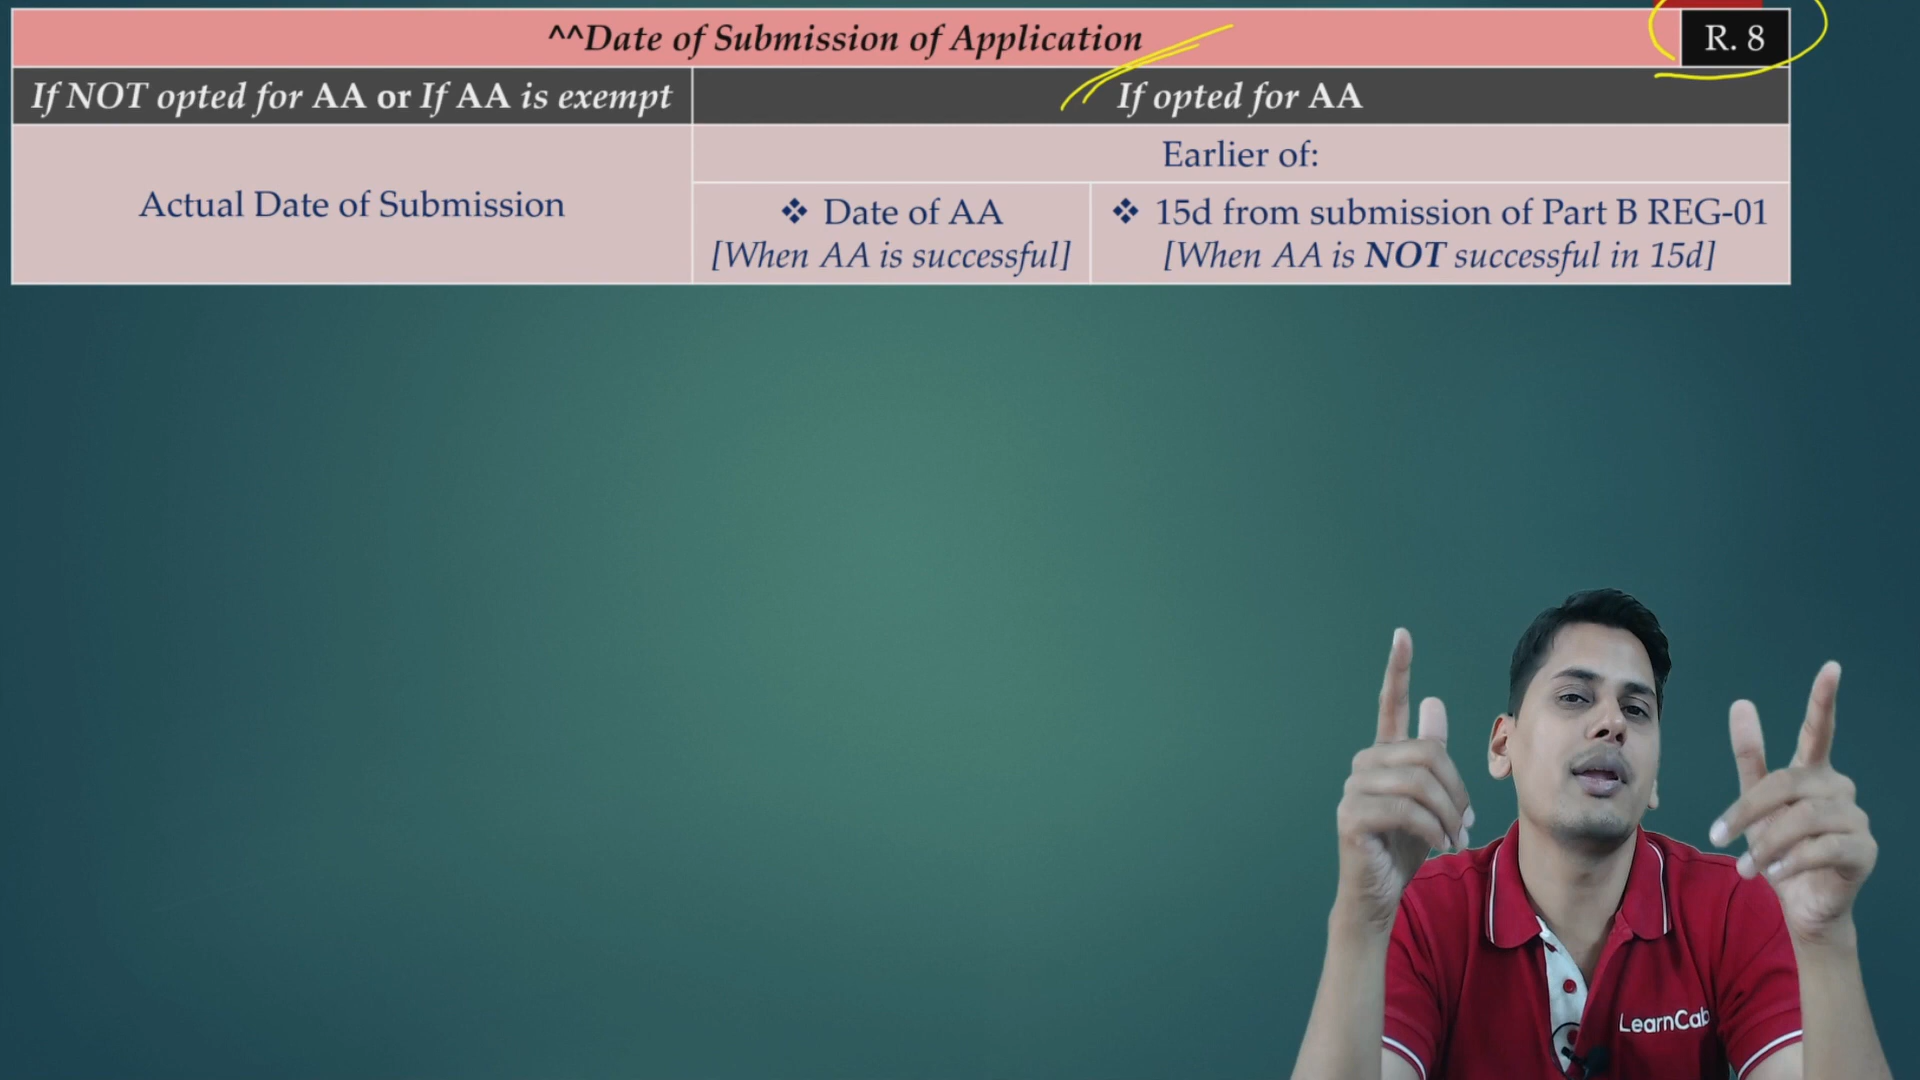 ^^Date of Submission of Application
R. 8
If NOT opted for AA or If AA is exempt
If opted for AA
Actual Date of Submission
Earlier of:
❖ Date of AA
[When AA is successful]
❖ 15d from submission of Part B REG-01
[When AA is NOT successful in 15d]
LearnCab